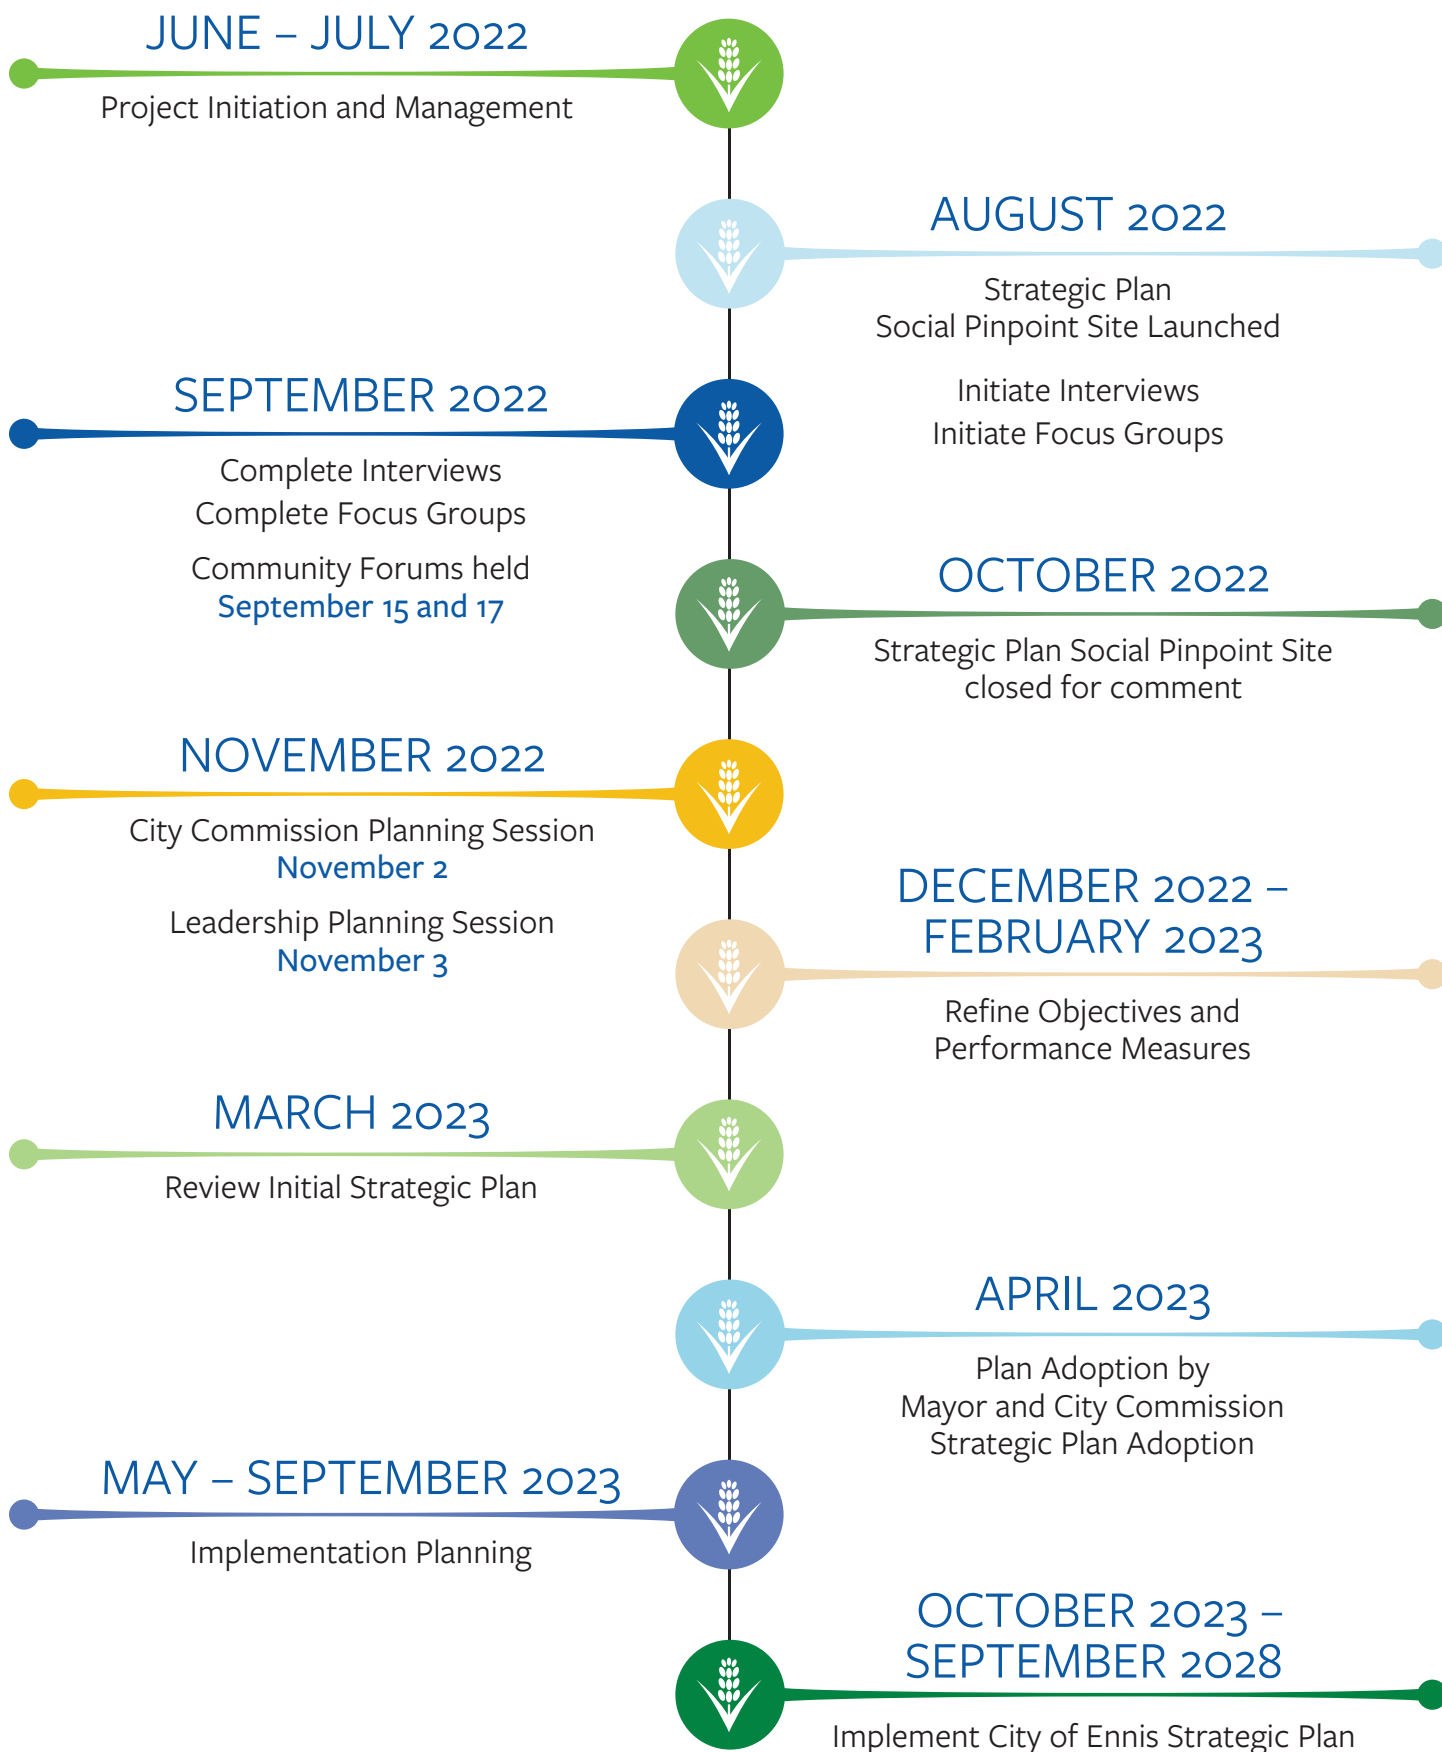 JUNE – JULY 2022
Project Initiation and Management
AUGUST 2022
Strategic Plan
Social Pinpoint Site Launched
Initiate Interviews
Initiate Focus Groups
SEPTEMBER 2022
Complete Interviews
Complete Focus Groups
Community Forums held
September 15 and 17
OCTOBER 2022
Strategic Plan Social Pinpoint Site
closed for comment
NOVEMBER 2022
City Commission Planning Session
November 2
Leadership Planning Session
November 3
DECEMBER 2022 –
FEBRUARY 2023
Refine Objectives and
Performance Measures
MARCH 2023
Review Initial Strategic Plan
APRIL 2023
Plan Adoption by
Mayor and City Commission
Strategic Plan Adoption
MAY – SEPTEMBER 2023
Implementation Planning
OCTOBER 2023 –
SEPTEMBER 2028
Implement City of Ennis Strategic Plan